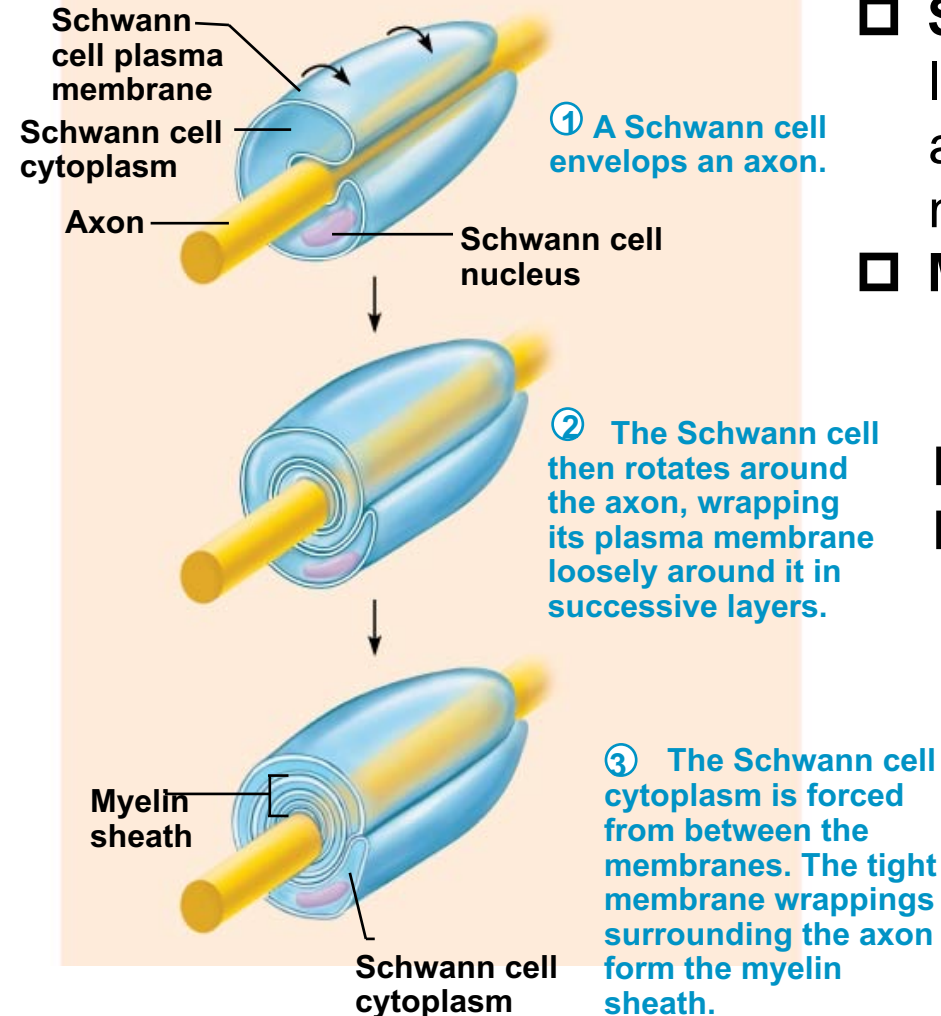 Schwann
cell plasma
membrane
Schwann cell
cytoplasm
Axon
① A Schwann cell
envelops an axon.
Schwann cell
nucleus
② The Schwann cell
then rotates around
the axon, wrapping
its plasma membrane
loosely around it in
successive layers.
Myelin
sheath
③ The Schwann cell
cytoplasm is forced
from between the
membranes. The tight
membrane wrappings
surrounding the axon
form the myelin
sheath.
Schwann cell
cytoplasm